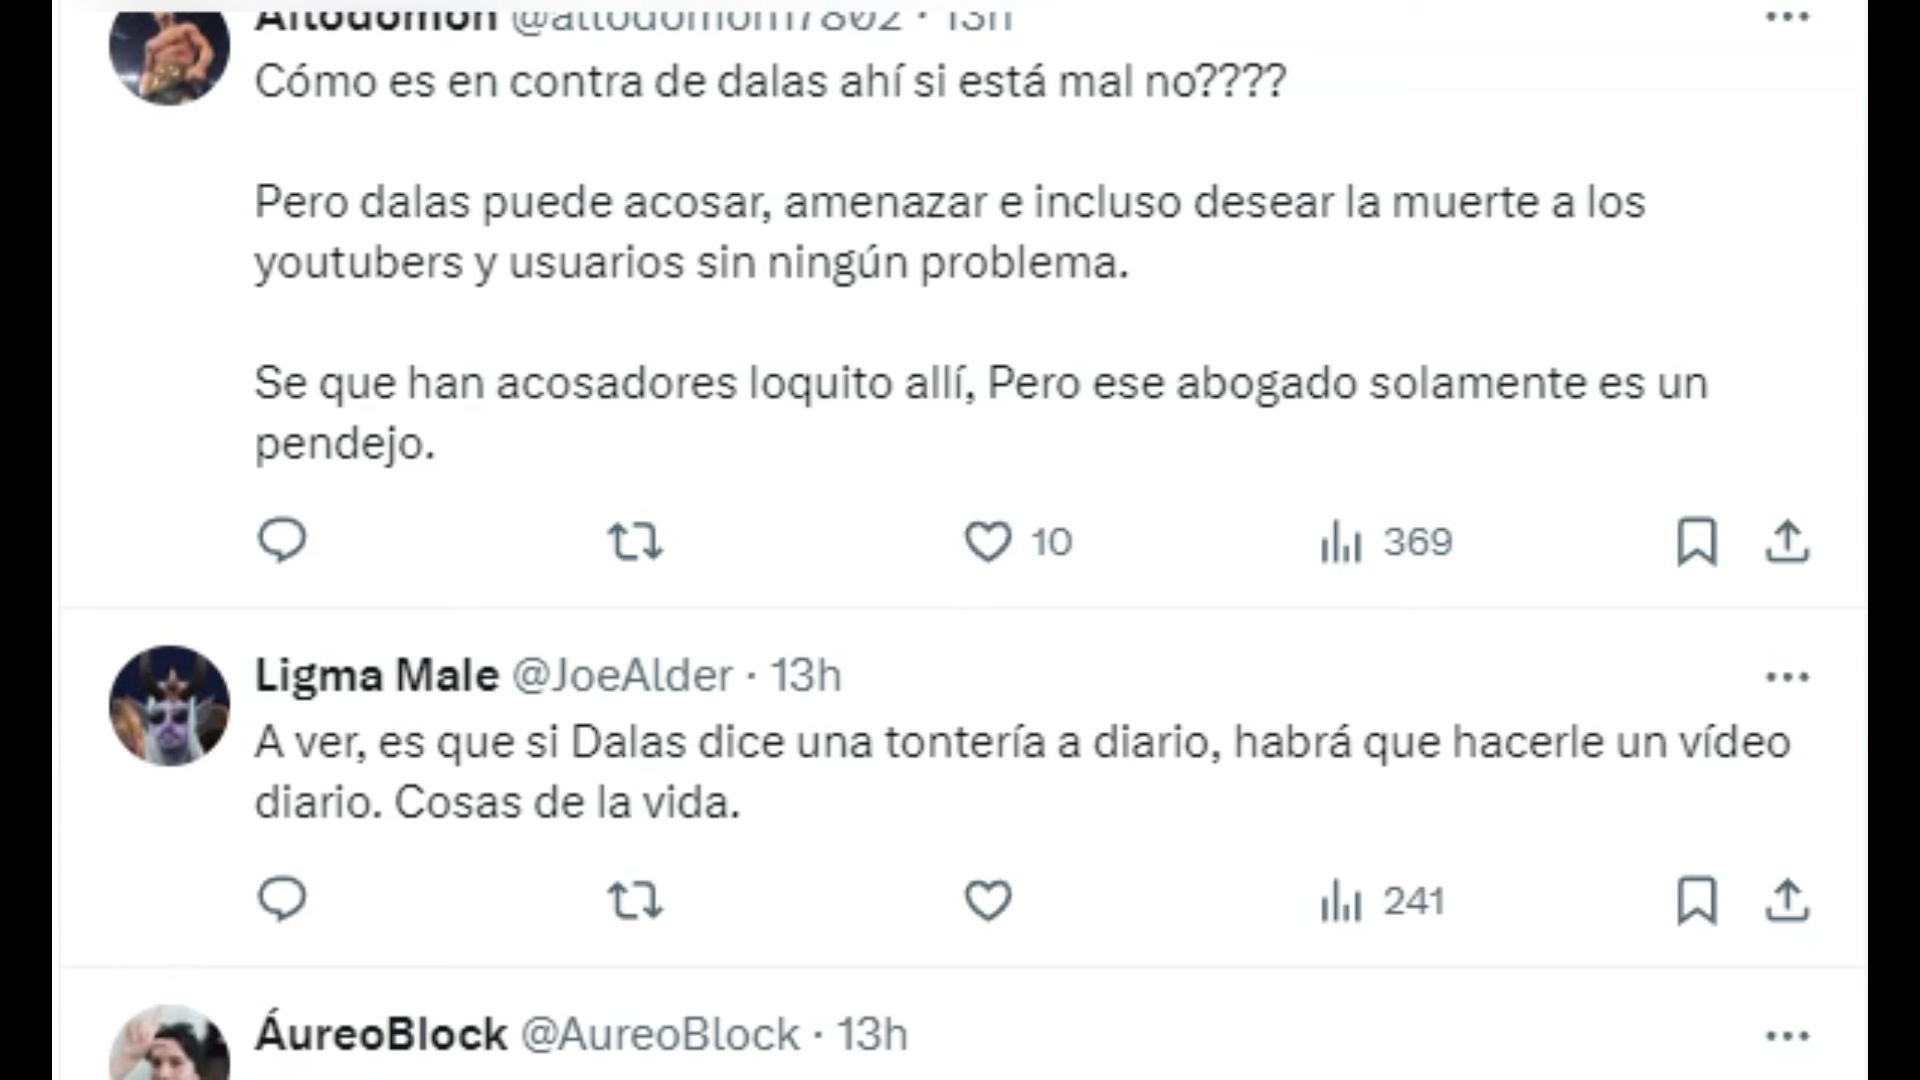 Cómo es en contra de dalas ahí si está mal no????
Pero dalas puede acosar, amenazar e incluso desear la muerte a los
youtubers y usuarios sin ningún problema.
Se que han acosadores loquito allí, Pero ese abogado solamente es un
pendejo.
10 369
Ligma Male @JoeAlder · 13h
A ver, es que si Dalas dice una tontería a diario, habrá que hacerle un vídeo
diario. Cosas de la vida.
241
ÁureoBlock @AureoBlock · 13h